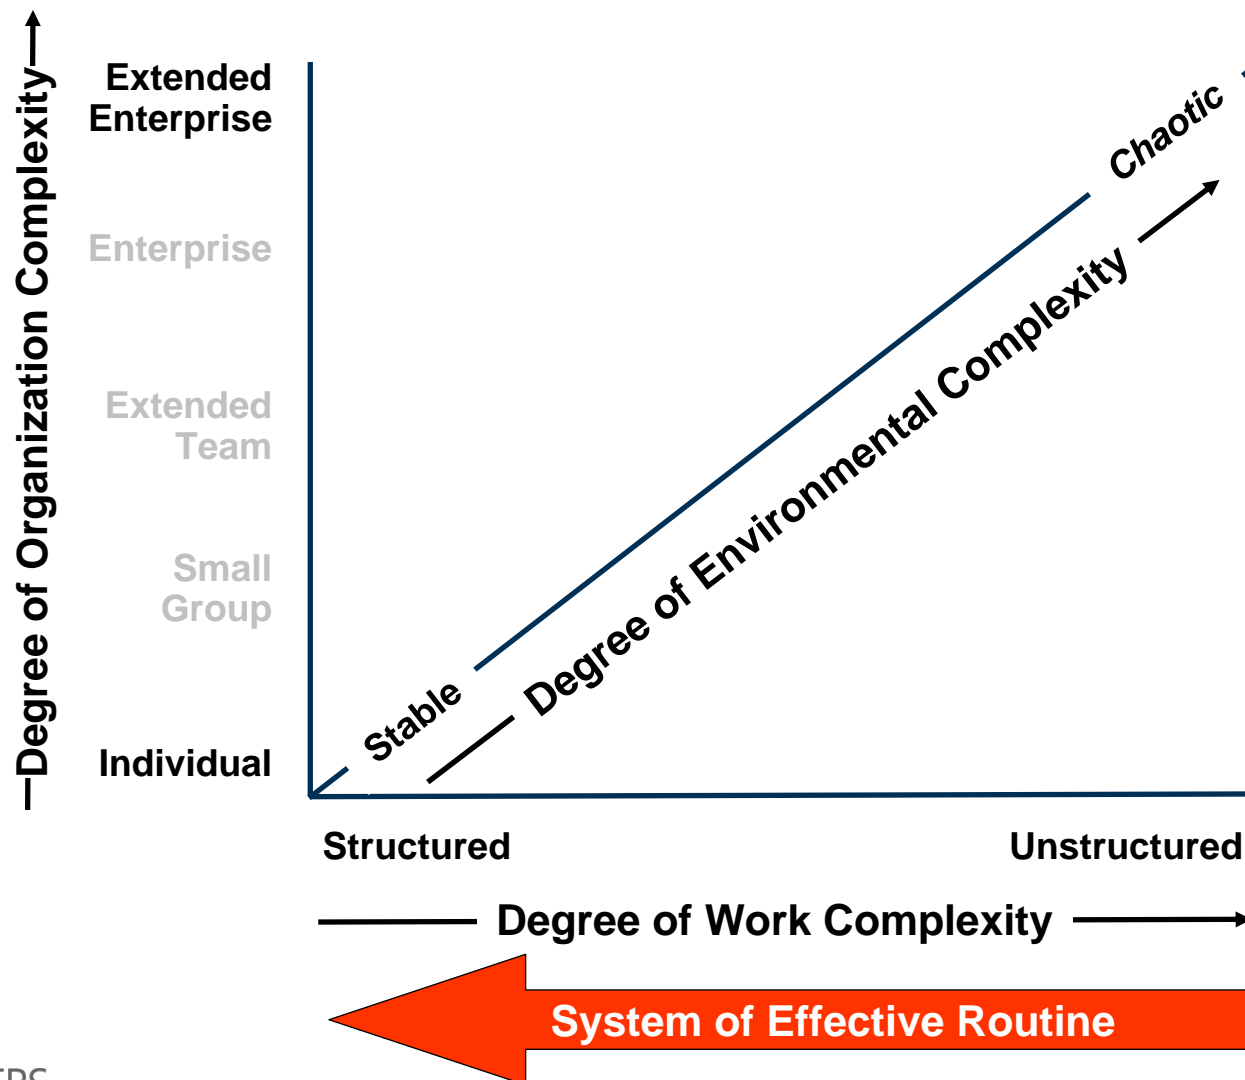 Degree of Organization Complexity
Extended
Enterprise
Enterprise
Extended
Team
Small
Group
Individual
Chaotic
Degree of Environmental Complexity
Stable
Structured
Unstructured
Degree of Work Complexity
System of Effective Routine